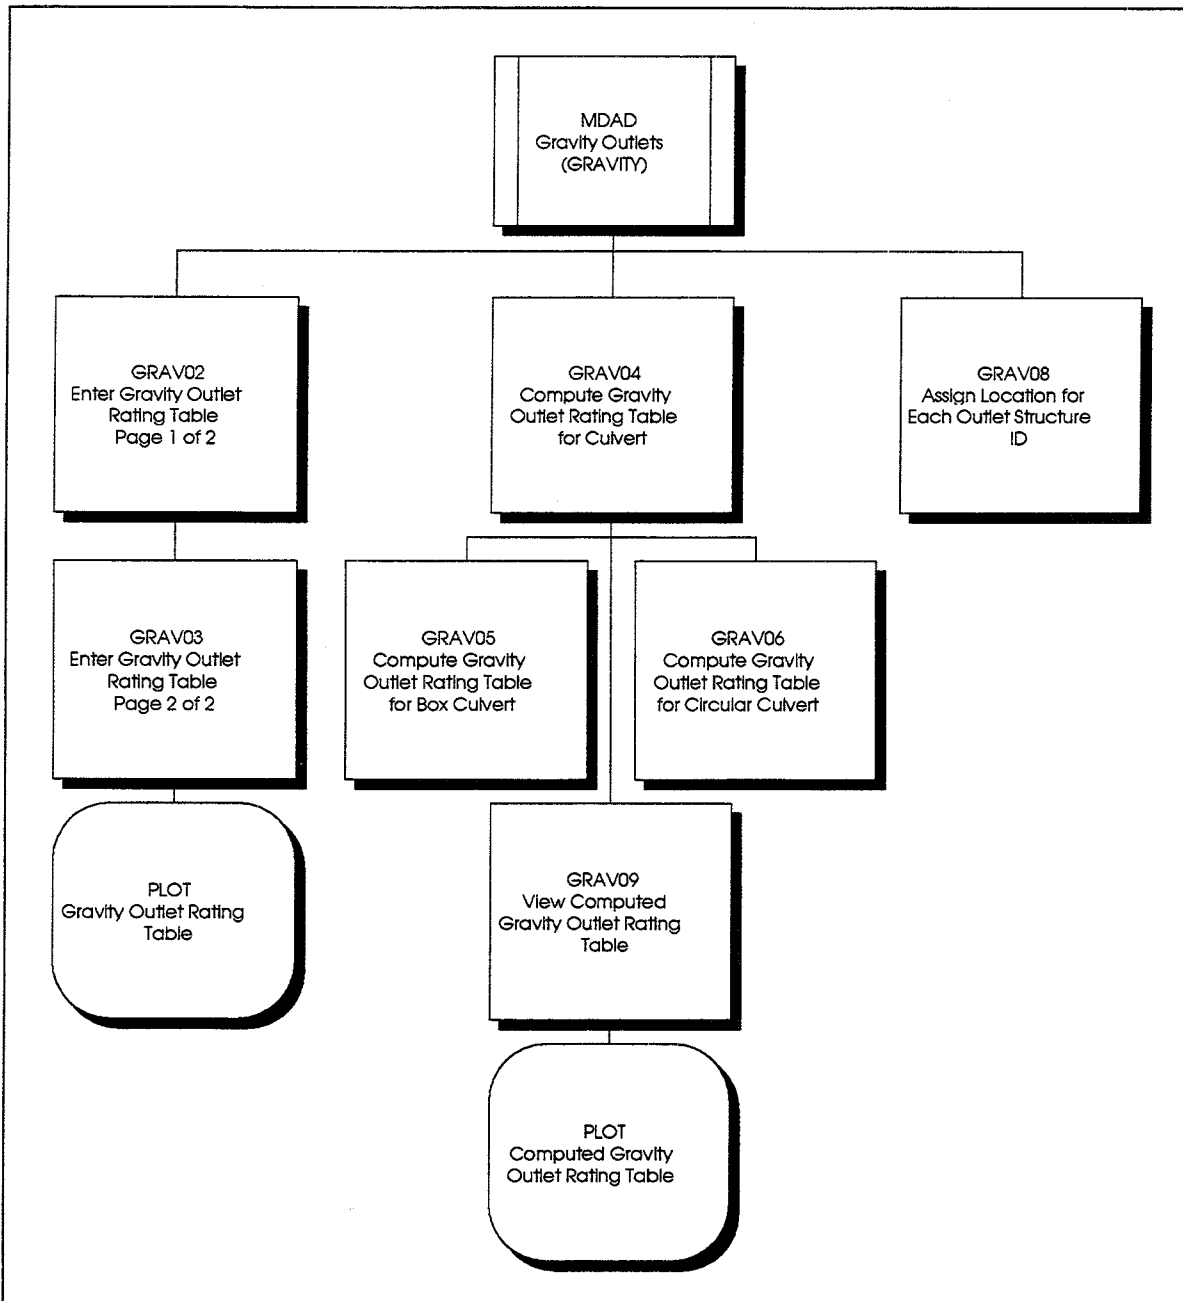 MDAD
Gravity Outlets
(GRAVITY)
GRAV02
Enter Gravity Outlet
Rating Table
Page 1 of 2
GRAV04
Compute Gravity
Outlet Rating Table
for Culvert
GRAV08
Assign Location for
Each Outlet Structure
ID
GRAV03
Enter Gravity Outlet
Rating Table
Page 2 of 2
GRAV05
Compute Gravity
Outlet Rating Table
for Box Culvert
GRAV06
Compute Gravity
Outlet Rating Table
for Circular Culvert
PLOT
Gravity Outlet Rating
Table
GRAV09
View Computed
Gravity Outlet Rating
Table
PLOT
Computed Gravity
Outlet Rating Table